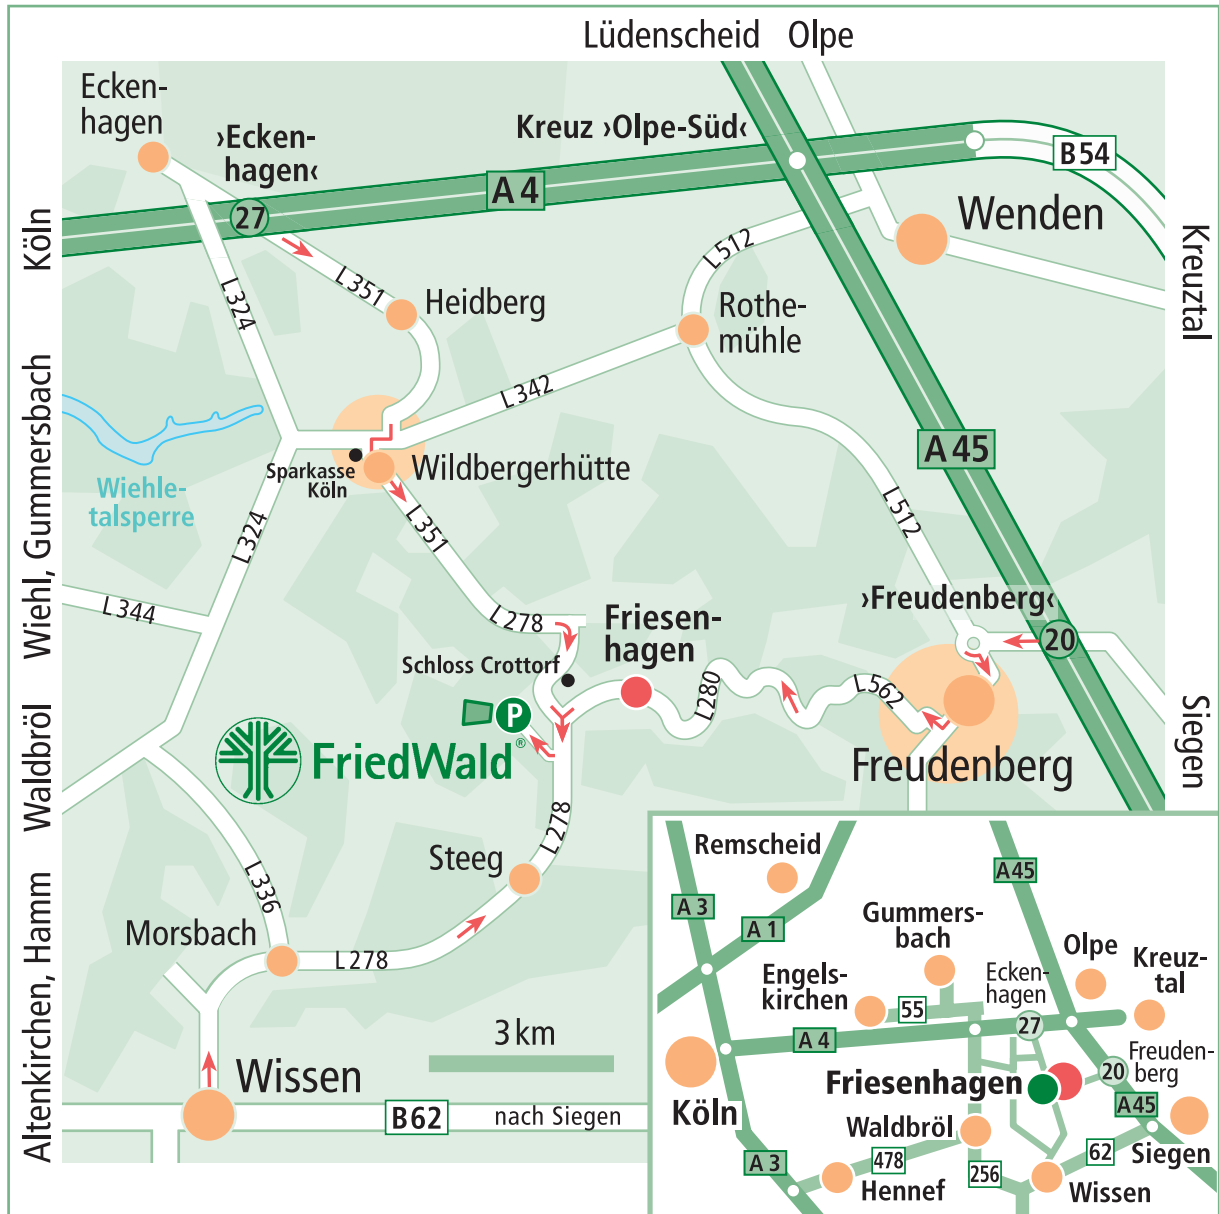 Lüdenscheid Olpe
Ecken-
hagen
›Ecken-
hagen‹
Kreuz ›Olpe-Süd‹
B54
A 4
27
Wenden
Köln
Kreuztal
L512
L351
L324
Heidberg
Rothe-
mühle
L342
Wiehl, Gummersbach
A 45
Sparkasse
Köln
Wildbergerhütte
Wiehle-
talsperre
L351
L512
L324
L344
›Freudenberg‹
20
L278
Friesen-
hagen
Schloss Crottorf
L280
L562
P
Siegen
Waldbröl
FriedWald®
Freudenberg
L278
Steeg
L336
Morsbach
L278
Altenkirchen, Hamm
3 km
Wissen
B62
nach Siegen
Remscheid
A45
A 3
A 1
Gummers-
bach
Olpe
Kreuz-
tal
Engels-
kirchen
Ecken-
hagen
55
27
A 4
Freuden-
berg
20
Friesenhagen
A45
Köln
Waldbröl
478
62
Siegen
A 3
256
Hennef
Wissen